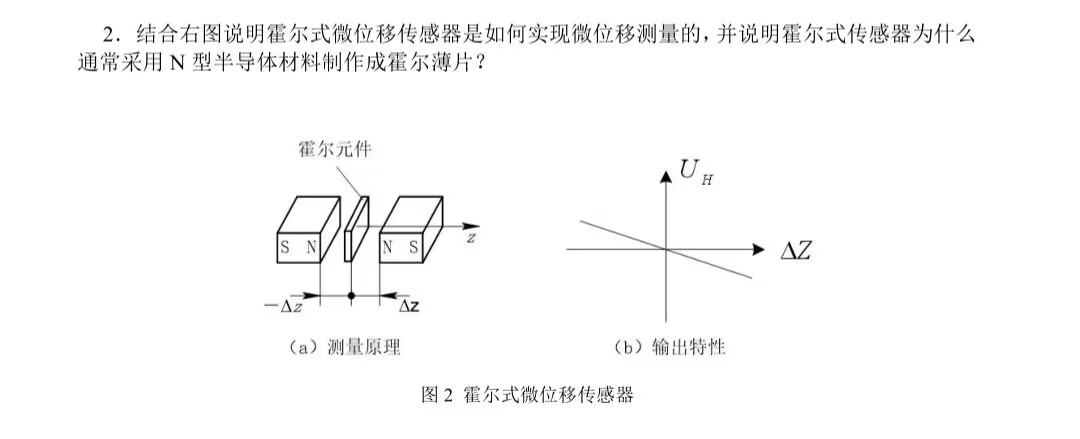 2．结合右图说明霍尔式微位移传感器是如何实现微位移测量的，并说明霍尔式传感器为什么
通常采用 N 型半导体材料制作成霍尔薄片？
霍尔元件
S N
N S
z
－Δz
Δz
（a）测量原理
U_H
ΔZ
（b）输出特性
图 2 霍尔式微位移传感器